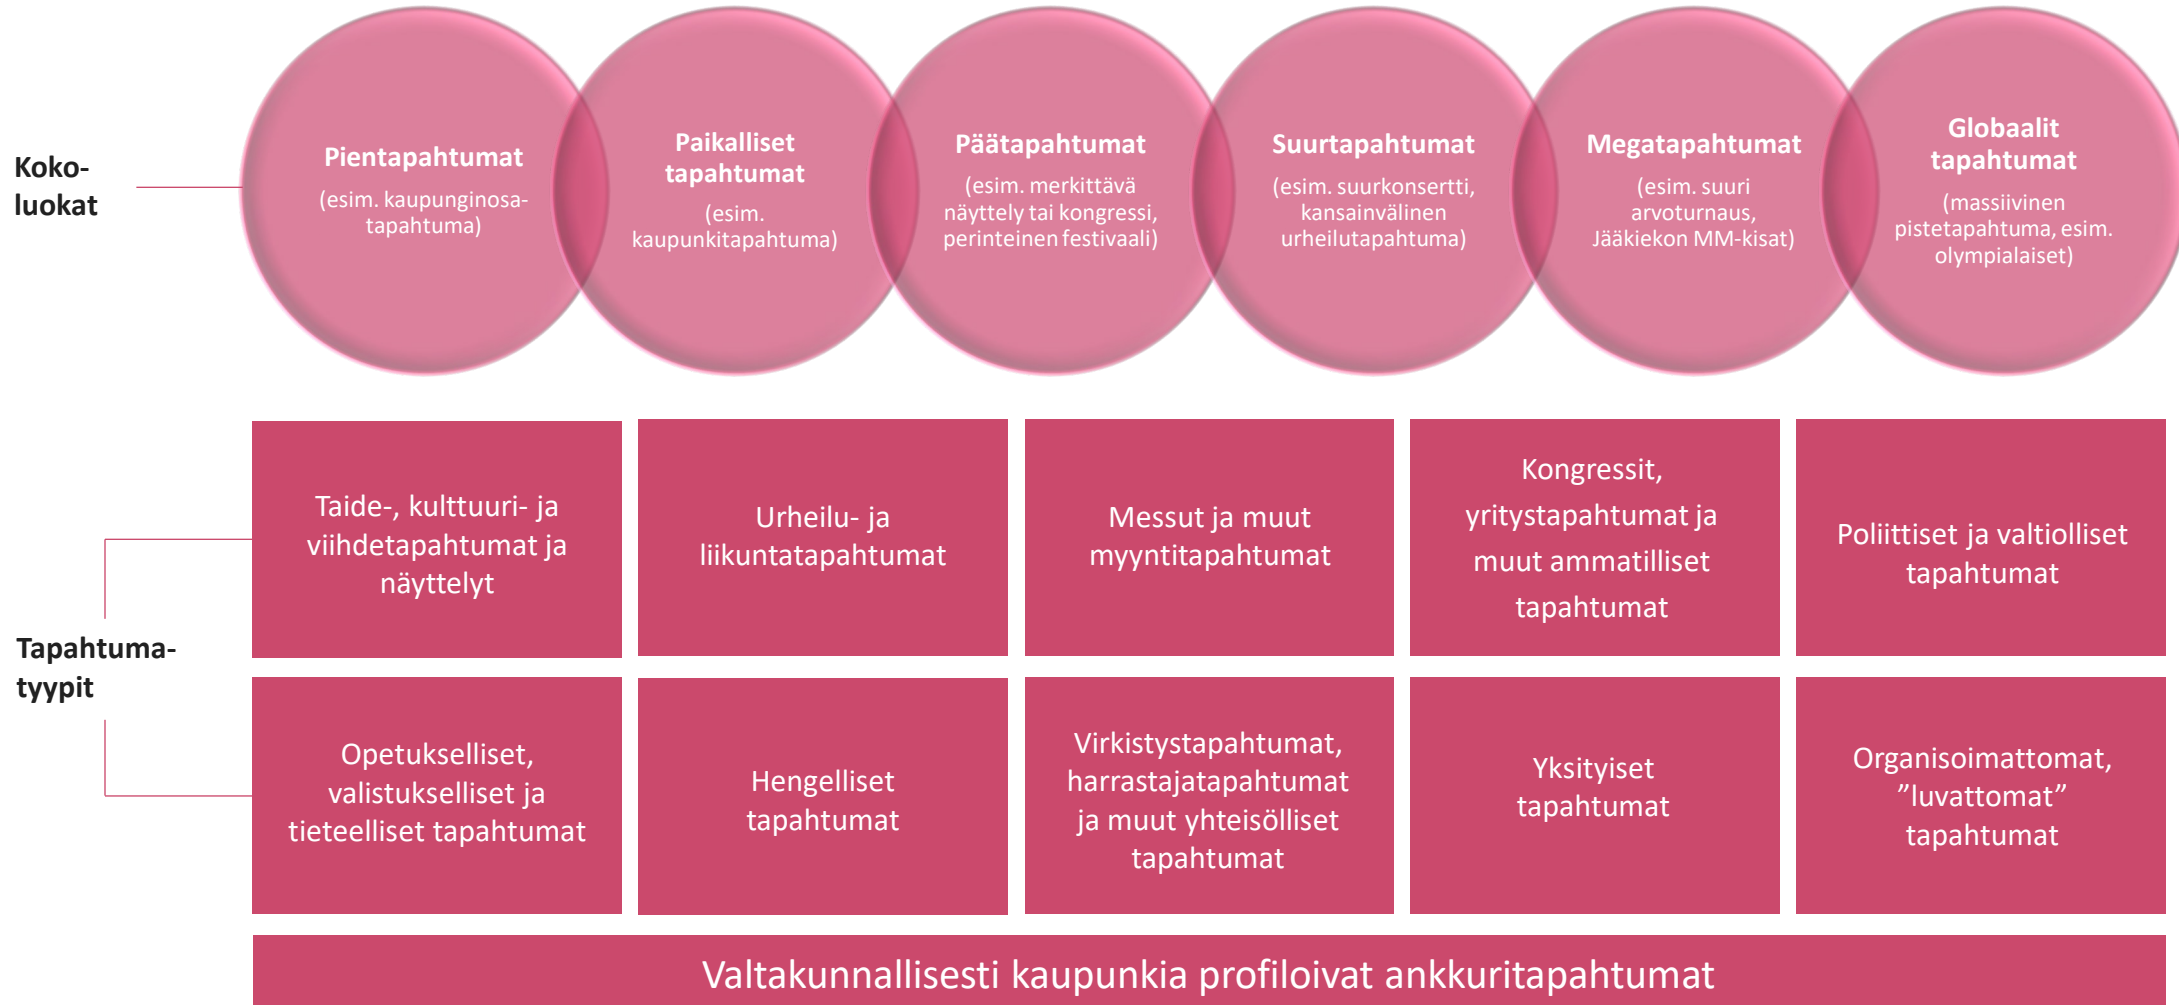 Koko-
luokat
Pientapahtumat
(esim. kaupunginosa-
tapahtuma)
Paikalliset
tapahtumat
(esim.
kaupunkitapahtuma)
Päätapahtumat
(esim. merkittävä
näyttely tai kongressi,
perinteinen festivaali)
Suurtapahtumat
(esim. suurkonsertti,
kansainvälinen
urheilutapahtuma)
Megatapahtumat
(esim. suuri
arvoturnaus,
Jääkiekon MM-kisat)
Globaalit
tapahtumat
(massiivinen
pistetapahtuma, esim.
olympialaiset)
Tapahtuma-
tyypit
Taide-, kulttuuri- ja
viihdetapahtumat ja
näyttelyt
Urheilu- ja
liikuntatapahtumat
Messut ja muut
myyntitapahtumat
Kongressit,
yritystapahtumat ja
muut ammatilliset
tapahtumat
Poliittiset ja valtiolliset
tapahtumat
Opetukselliset,
valistukselliset ja
tieteelliset tapahtumat
Hengelliset
tapahtumat
Virkistystapahtumat,
harrastajatapahtumat
ja muut yhteisölliset
tapahtumat
Yksityiset
tapahtumat
Organisoimattomat,
”luvattomat”
tapahtumat
Valtakunnallisesti kaupunkia profiloivat ankkuritapahtumat